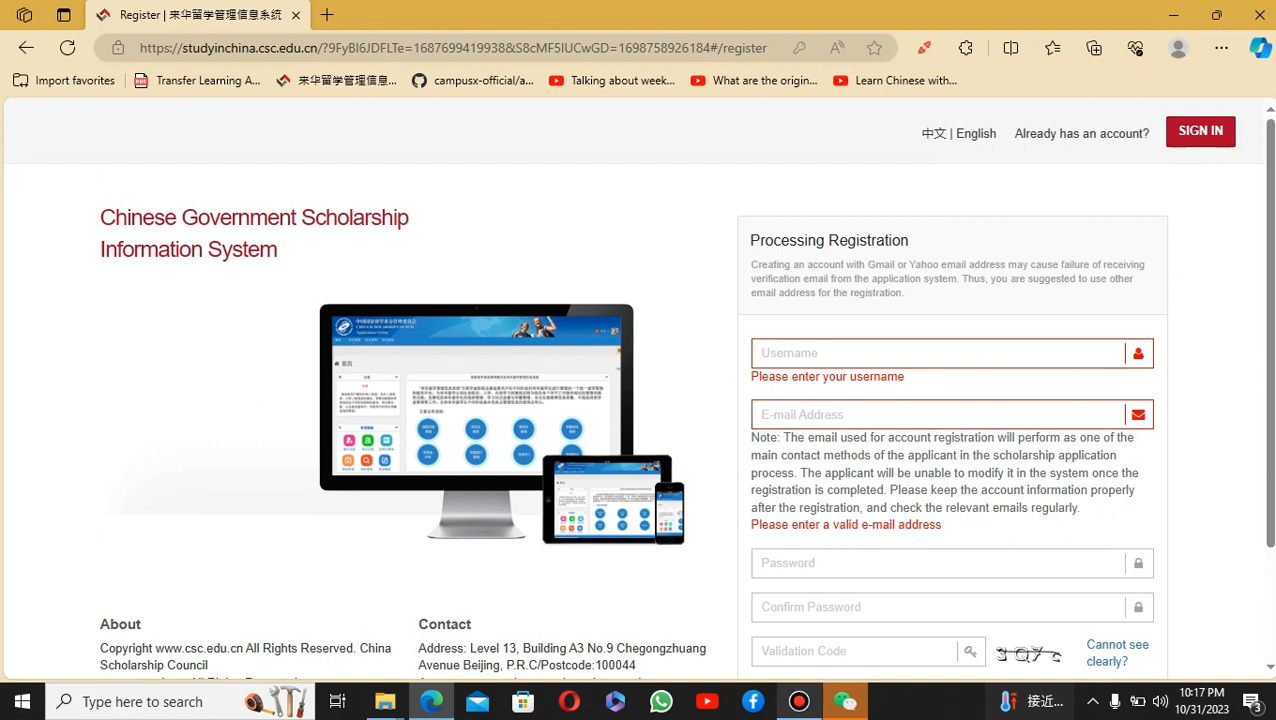 Register | 来华留学管理信息系统
https://studyinchina.csc.edu.cn/?9FyBl6JDFLTe=1687699419938&S8cMF5IUCwGD=1698758926184#/register
Import favorites
Transfer Learning A...
来华留学管理信息...
campusx-official/a...
Talking about week...
What are the origin...
Learn Chinese with...
中文 | English
Already has an account?
SIGN IN
Chinese Government Scholarship
Information System
Processing Registration
Creating an account with Gmail or Yahoo email address may cause failure of receiving
verification email from the application system. Thus, you are suggested to use other
email address for the registration.
Username
Please enter your username
E-mail Address
Note: The email used for account registration will perform as one of the
main contact methods of the applicant in the scholarship application
process. The applicant will be unable to modify it in the system once the
registration is completed. Please keep the account information properly
after the registration, and check the relevant emails regularly.
Please enter a valid e-mail address
Password
Confirm Password
Validation Code
Cannot see
clearly?
About
Copyright www.csc.edu.cn All Rights Reserved. China
Scholarship Council
Contact
Address: Level 13, Building A3 No.9 Chegongzhuang
Avenue Beijing, P.R.C/Postcode:100044
Type here to search
接近...
10:17 PM
10/31/2023
3